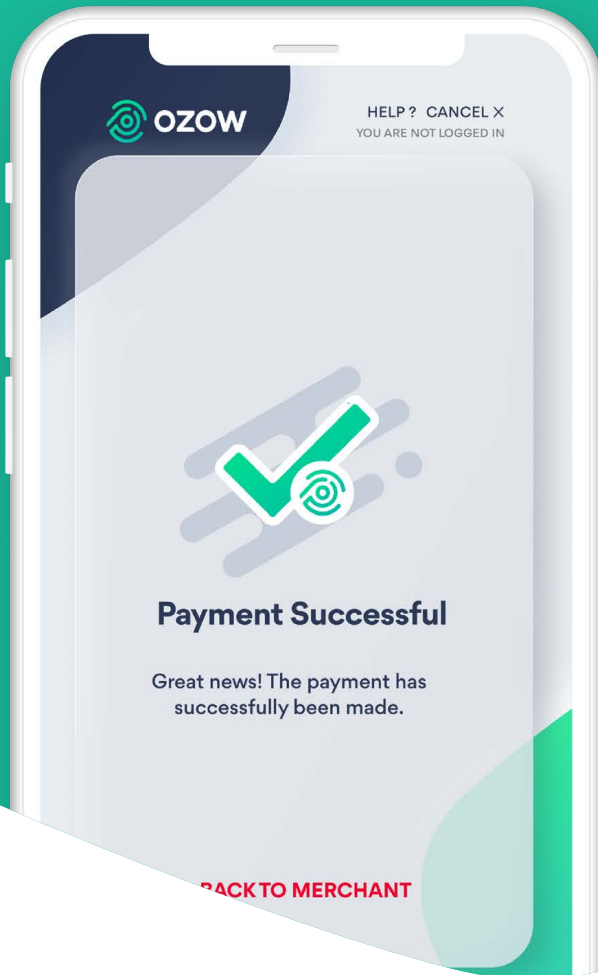 OZOW
HELP ? CANCEL X
YOU ARE NOT LOGGED IN
Payment Successful
Great news! The payment has
successfully been made.
BACK TO MERCHANT